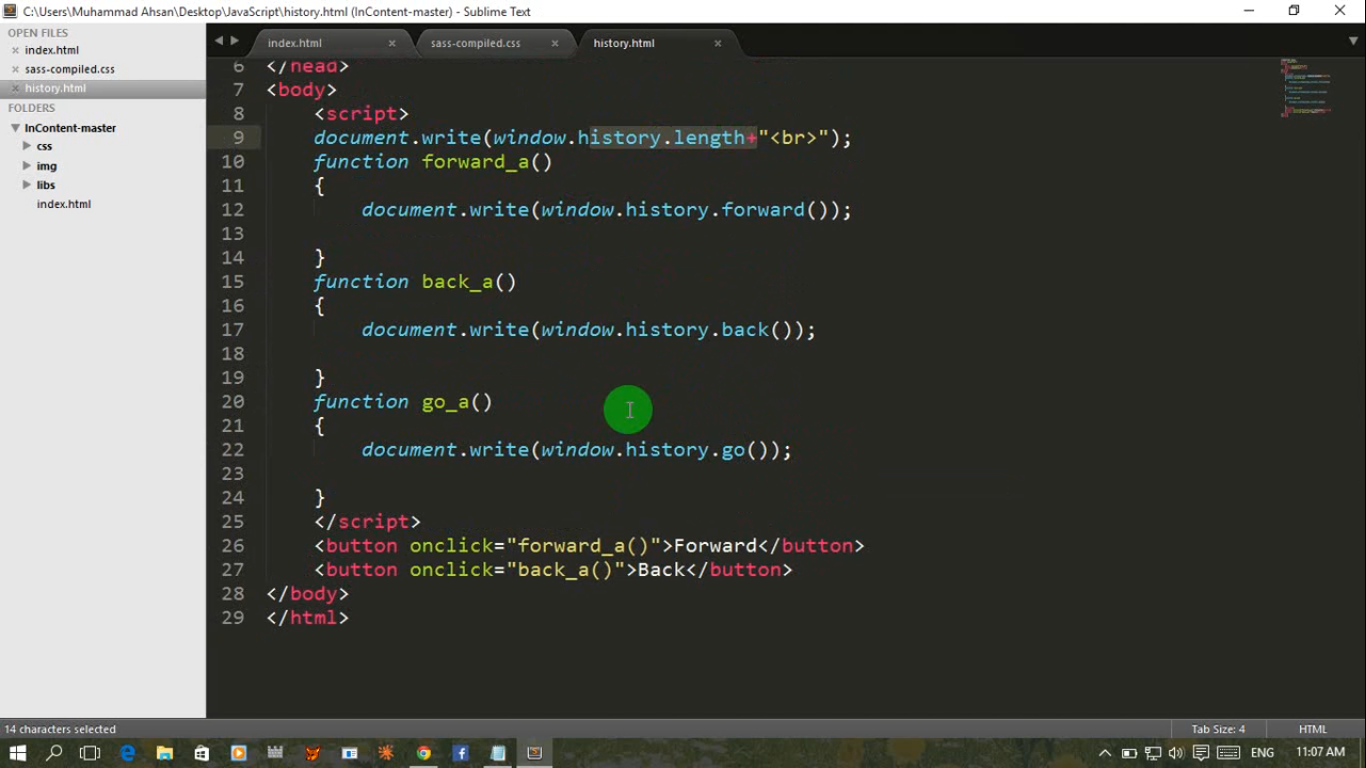 C:\Users\Muhammad Ahsan\Desktop\JavaScript\history.html (InContent-master) - Sublime Text
OPEN FILES
index.html
sass-compiled.css
history.html
FOLDERS
InContent-master
css
img
libs
index.html
index.html
sass-compiled.css
history.html
6 </head>
7 <body>
8 <script>
9 document.write(window.history.length+"<br>");
10 function forward_a()
11 {
12 document.write(window.history.forward());
13
14 }
15 function back_a()
16 {
17 document.write(window.history.back());
18
19 }
20 function go_a()
21 {
22 document.write(window.history.go());
23
24 }
25 </script>
26 <button onclick="forward_a()">Forward</button>
27 <button onclick="back_a()">Back</button>
28 </body>
29 </html>
14 characters selected
Tab Size: 4
HTML
ENG
11:07 AM